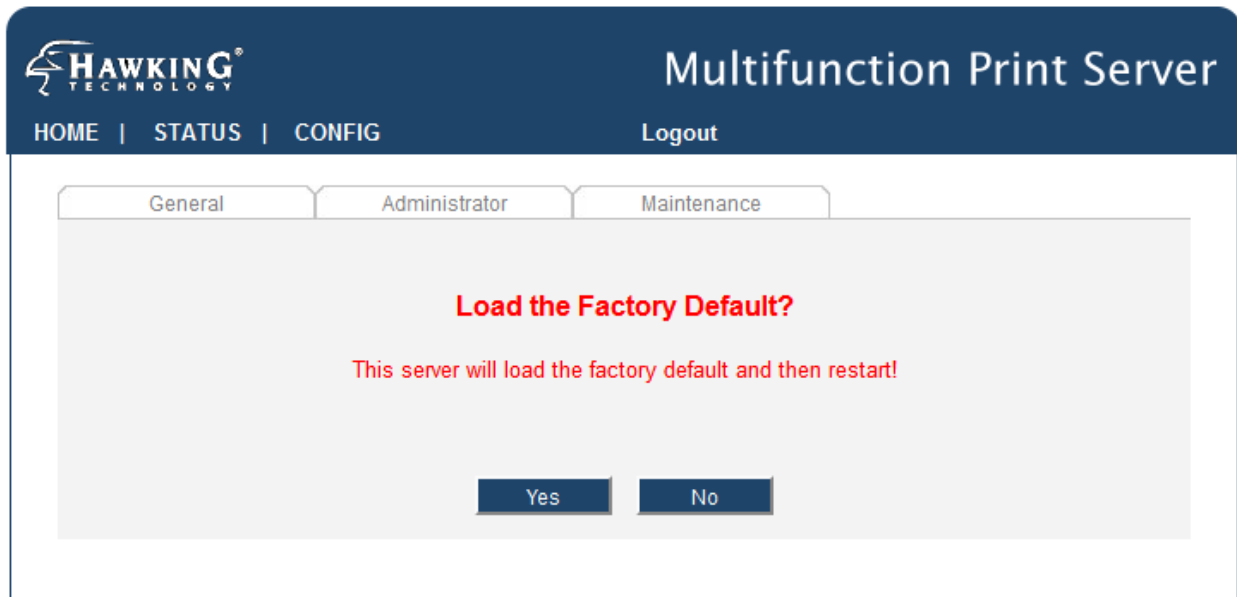 HAWKING®
TECHNOLOGY
Multifunction Print Server
HOME | STATUS | CONFIG Logout
General Administrator Maintenance
Load the Factory Default?
This server will load the factory default and then restart!
Yes No